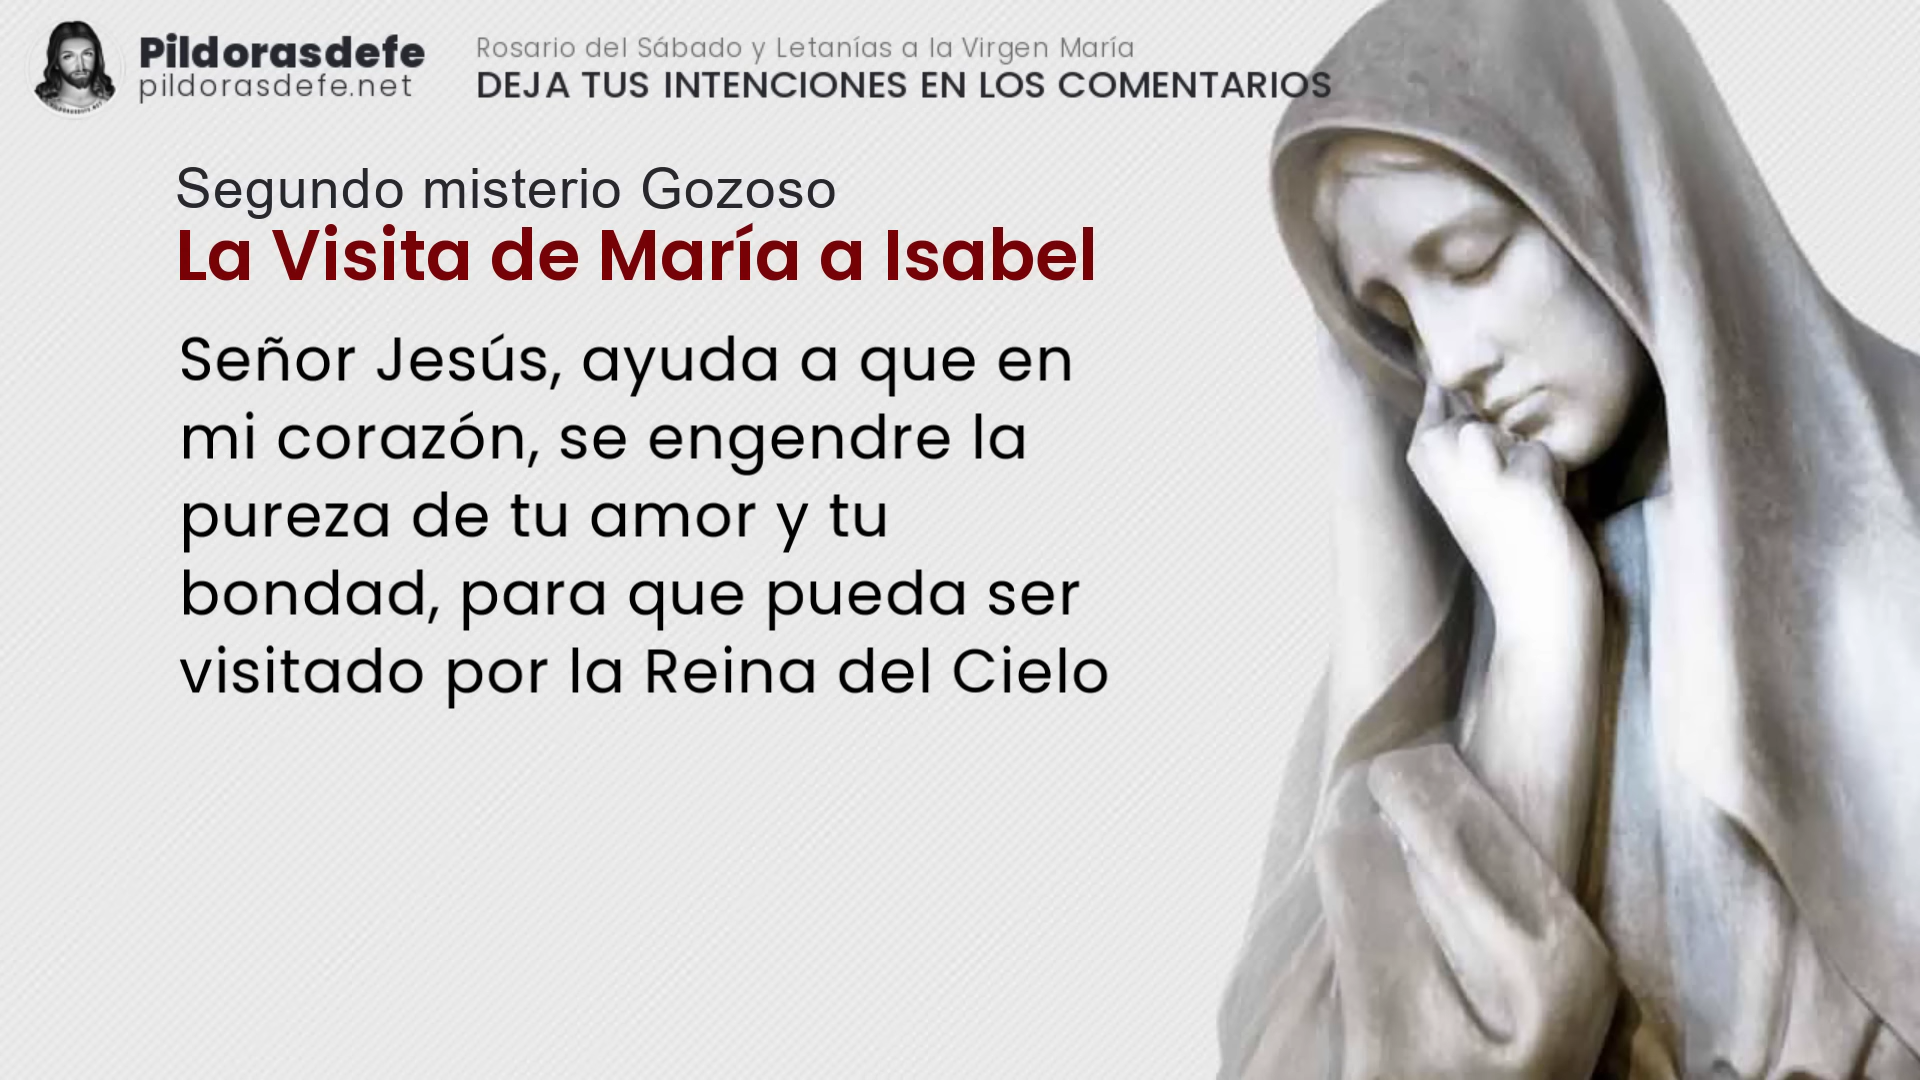 Pildorasdefe
pildorasdefe.net
Rosario del Sábado y Letanías a la Virgen María
DEJA TUS INTENCIONES EN LOS COMENTARIOS
Segundo misterio Gozoso
La Visita de María a Isabel
Señor Jesús, ayuda a que en
mi corazón, se engendre la
pureza de tu amor y tu
bondad, para que pueda ser
visitado por la Reina del Cielo